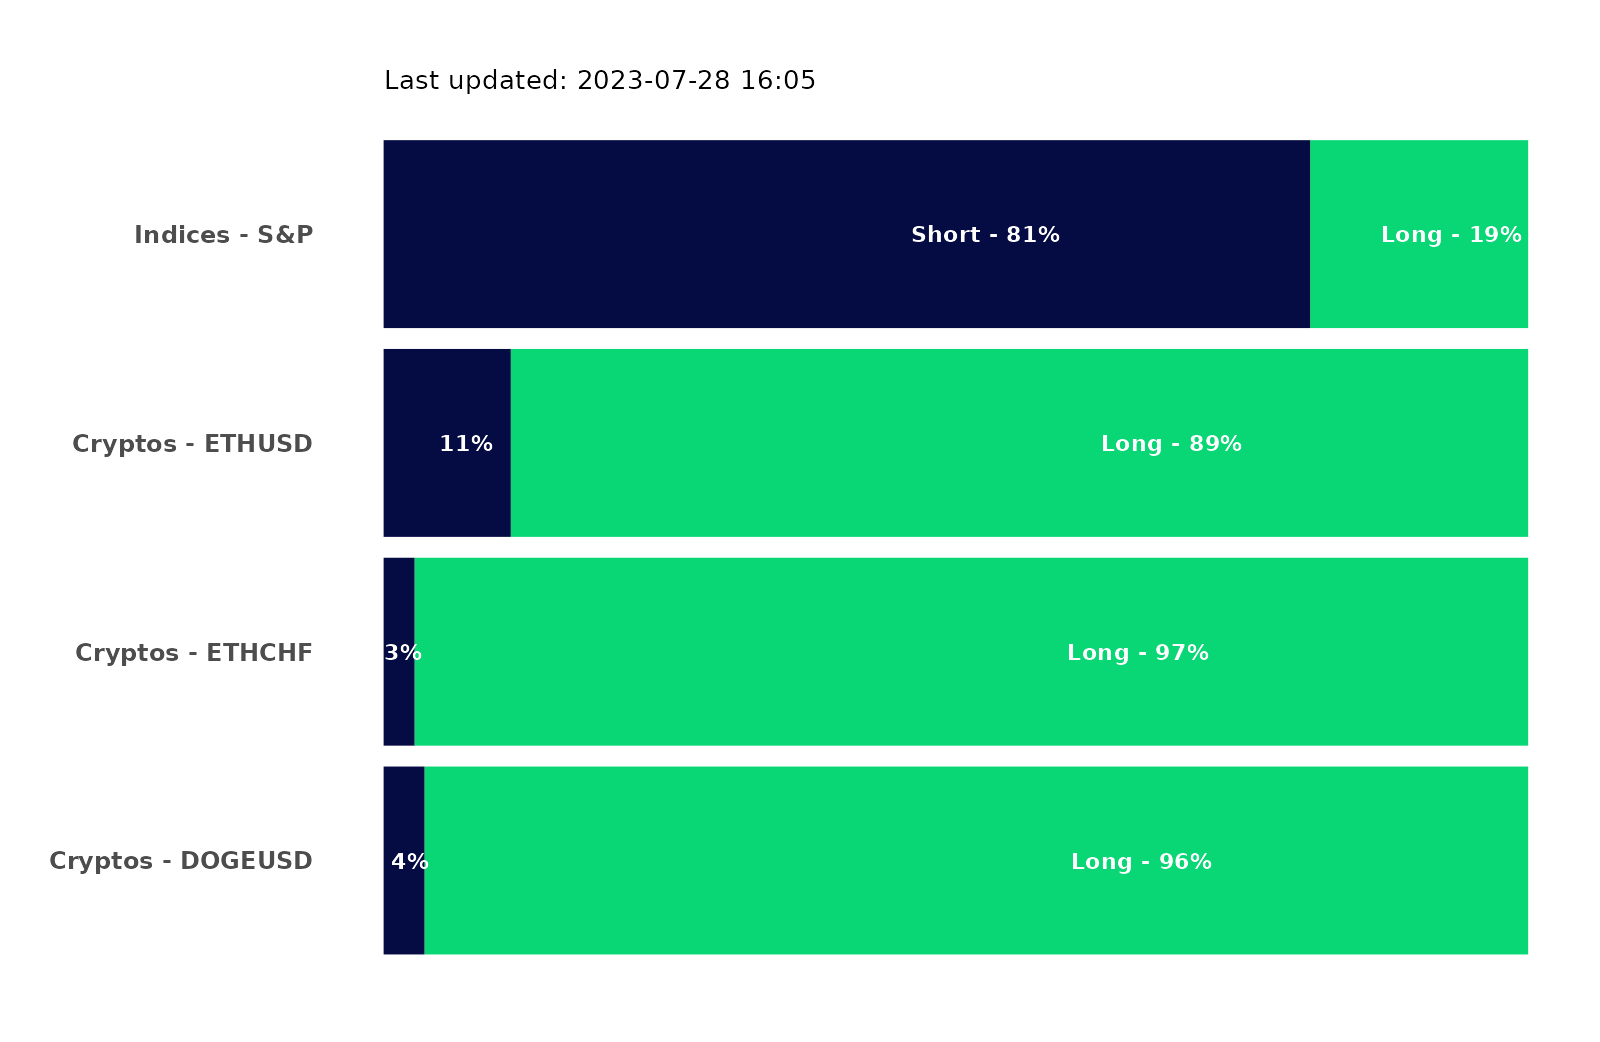 Last updated: 2023-07-28 16:05
Indices - S&P Short - 81% Long - 19%
Cryptos - ETHUSD 11% Long - 89%
Cryptos - ETHCHF 3% Long - 97%
Cryptos - DOGEUSD 4% Long - 96%